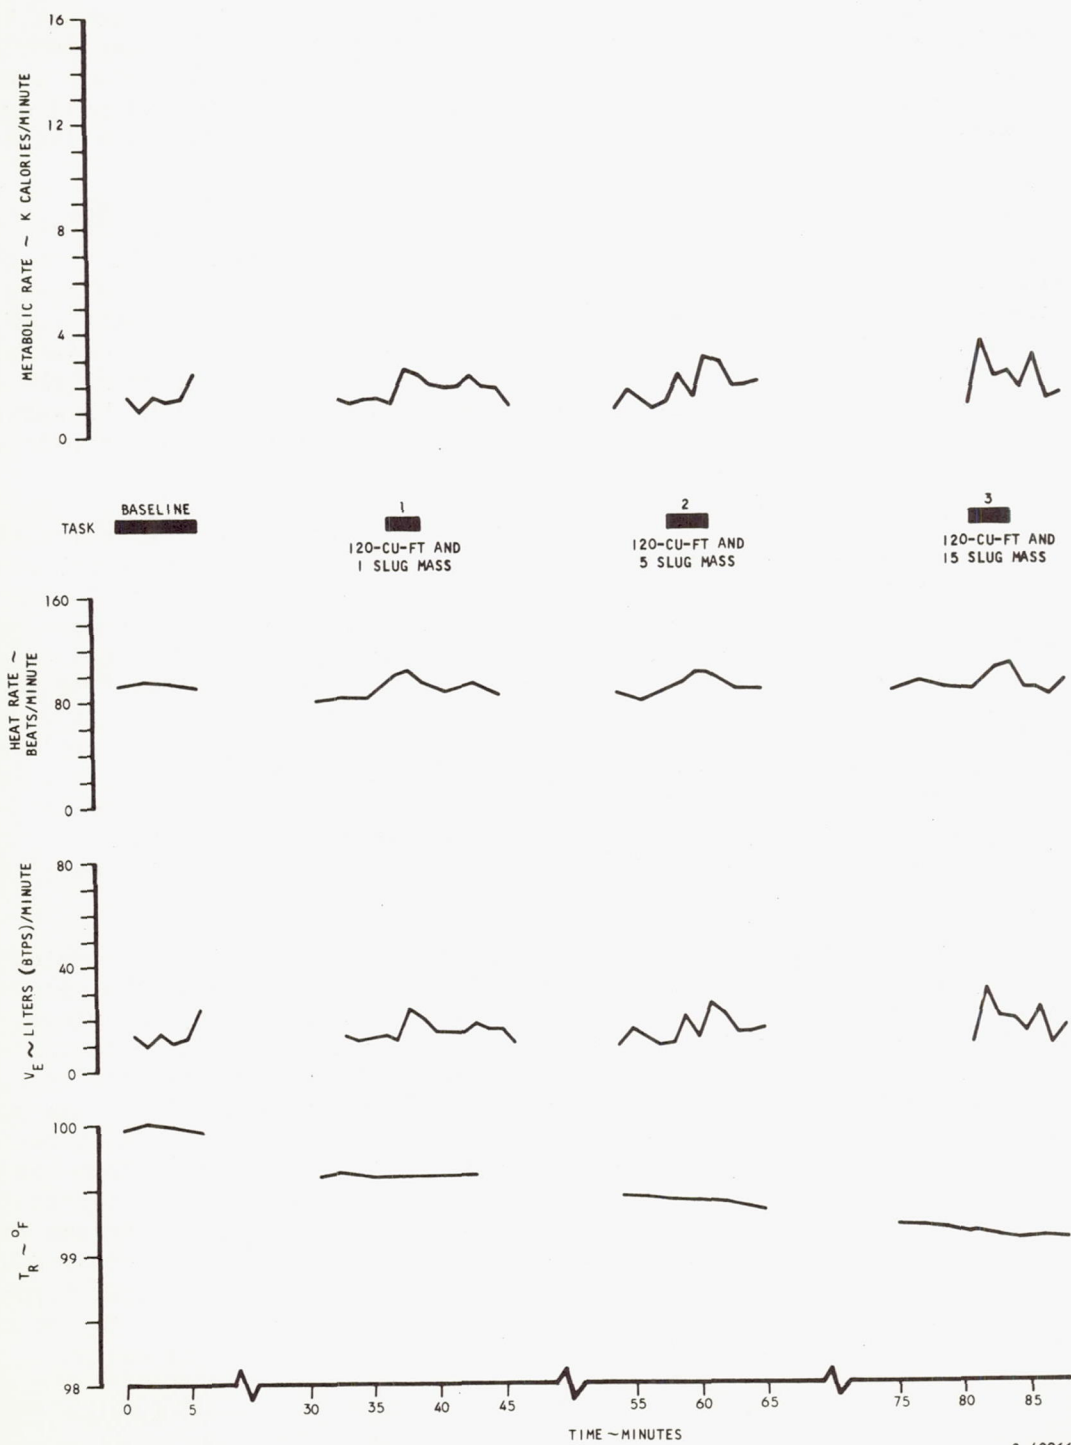 METABOLIC RATE ~ K CALORIES/MINUTE
16
12
8
4
0
TASK
BASELINE
1
120-CU-FT AND
1 SLUG MASS
2
120-CU-FT AND
5 SLUG MASS
3
120-CU-FT AND
15 SLUG MASS
HEAT RATE ~
BEATS/MINUTE
160
80
0
VE ~ LITERS (BTPS)/MINUTE
80
40
0
TR ~ °F
100
99
98
0 5 30 35 40 45 55 60 65 75 80 85
TIME ~ MINUTES